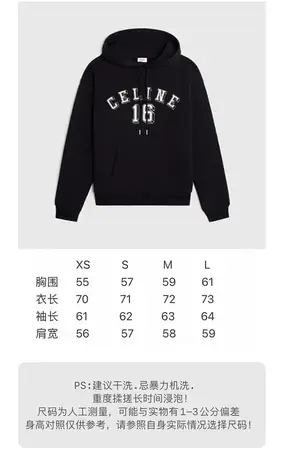 CELINE
16
XS S M L
胸围 55 57 59 61
衣长 70 71 72 73
袖长 61 62 63 64
肩宽 56 57 58 59
PS:建议干洗.忌暴力机洗.
重度揉搓长时间浸泡!
尺码为人工测量，可能与实物有1—3公分偏差
身高对照仅供参考，请参照自身实际情况选择尺码!